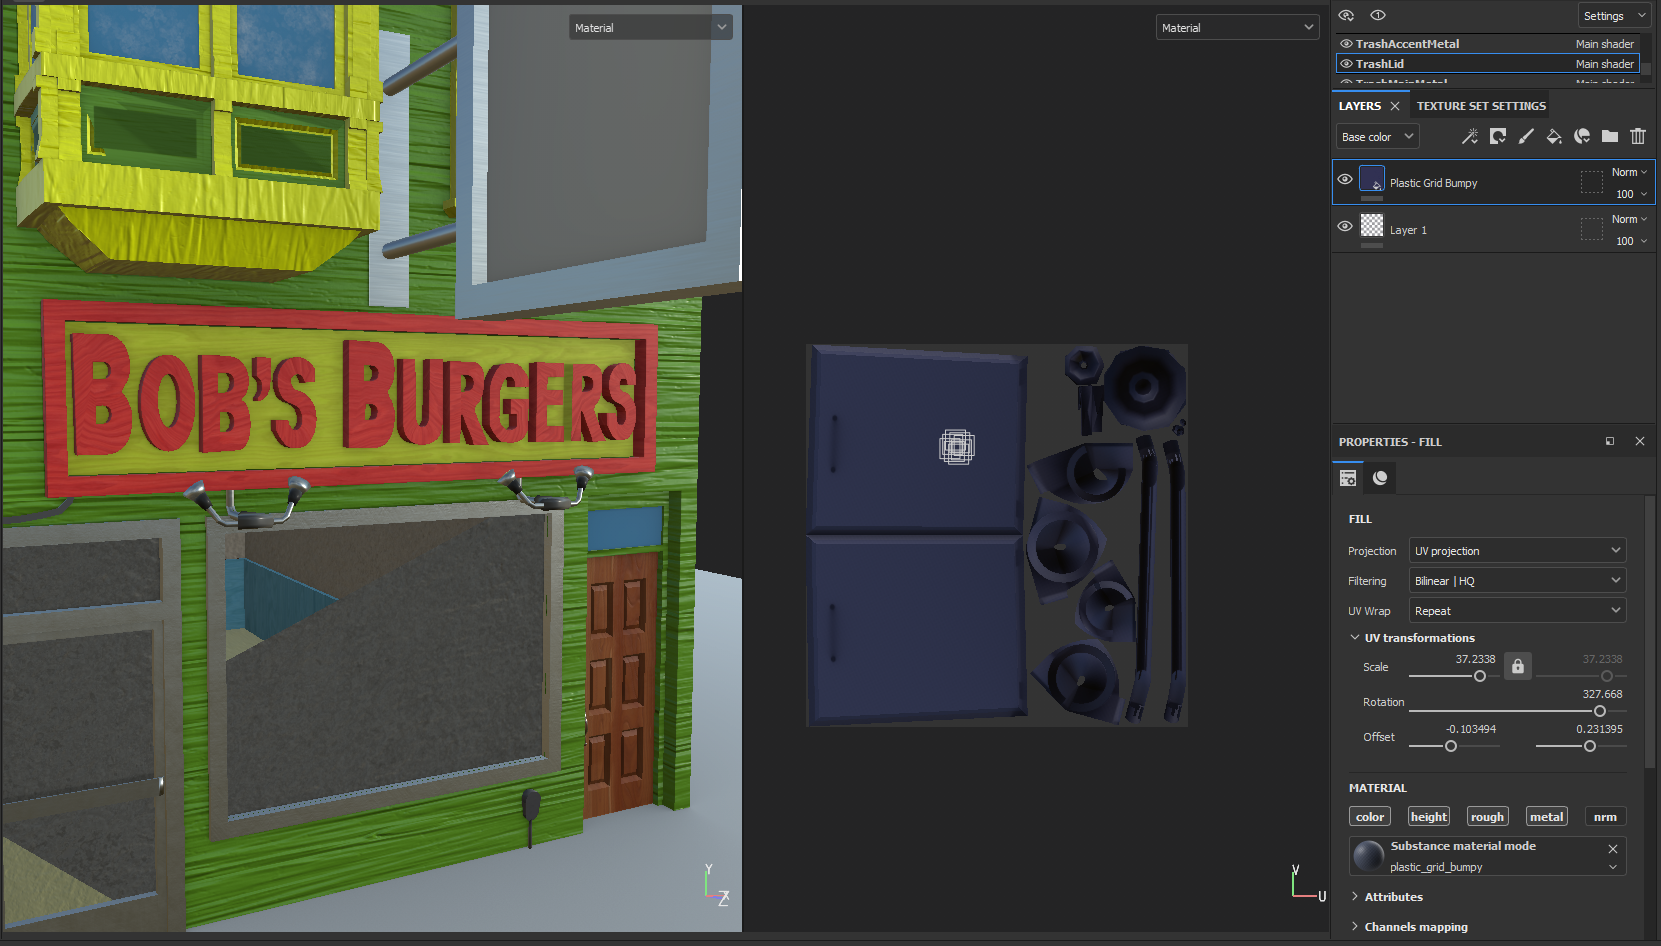 Material
Material
Settings
TrashAccentMetal Main shader
TrashLid Main shader
TrashMainMetal Main shader
LAYERS
TEXTURE SET SETTINGS
Base color
Plastic Grid Bumpy
Norm
100
Layer 1
Norm
100
BOB'S BURGERS
PROPERTIES - FILL
FILL
Projection UV projection
Filtering Bilinear | HQ
UV Wrap Repeat
UV transformations
Scale 37.2338 37.2338
Rotation 327.668
Offset -0.103494 0.231395
MATERIAL
color height rough metal nrm
Substance material mode
plastic_grid_bumpy
Attributes
Channels mapping
Y
Z
X
V
U